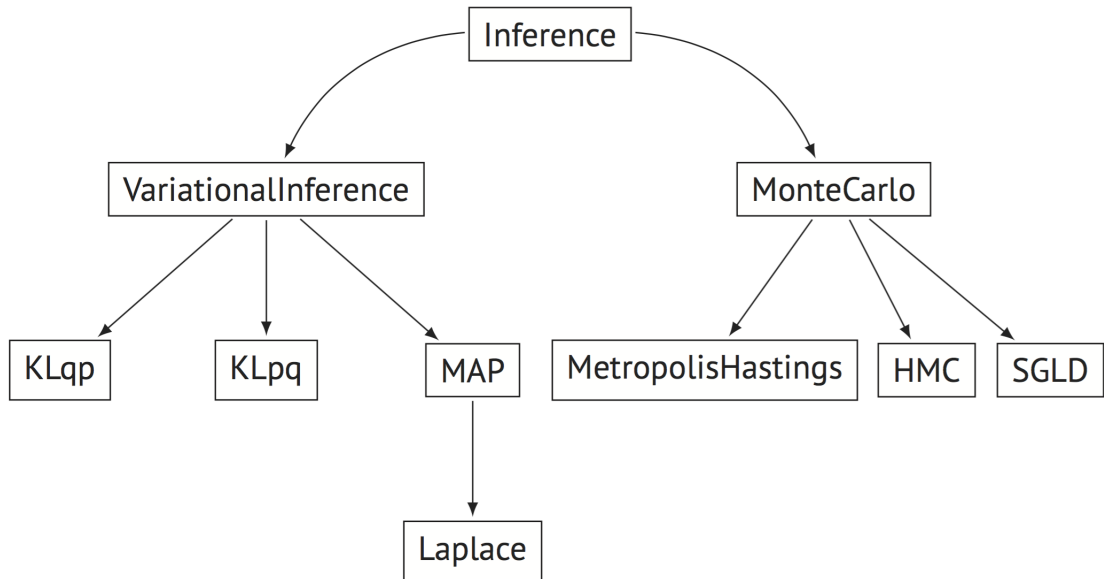 Inference
VariationalInference
MonteCarlo
KLqp
KLpq
MAP
MetropolisHastings
HMC
SGLD
Laplace